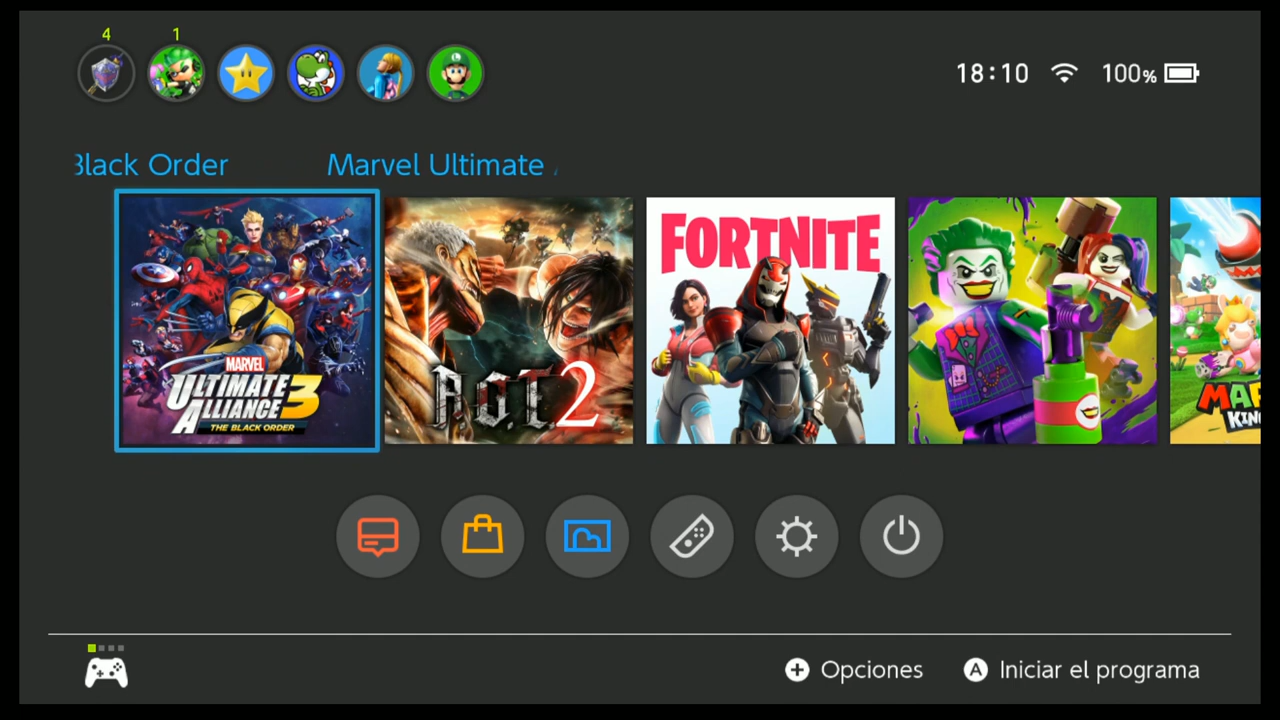 4 1
18:10 100%
Black Order Marvel Ultimate
MARVEL
ULTIMATE
ALLIANCE 3
THE BLACK ORDER
A.O.T. 2
FORTNITE
Opciones
A Iniciar el programa